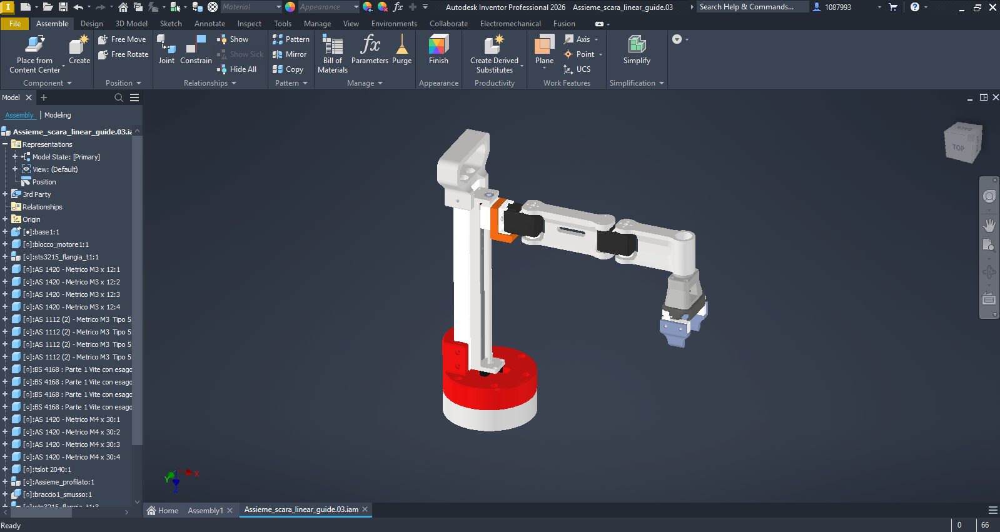 Material
Appearance
fx
Autodesk Inventor Professional 2026 Assieme_scara_linear_guide.03
Search Help & Commands...
1087993
File Assemble Design 3D Model Sketch Annotate Inspect Tools Manage View Environments Collaborate Electromechanical Fusion
Place from
Content Center
Create
Component
Free Move
Free Rotate
Position
Joint
Constrain
Show
Show Sick
Hide All
Relationships
Pattern
Mirror
Copy
Pattern
Bill of
Materials
fx
Parameters
Purge
Manage
Finish
Appearance
Create Derived
Substitutes
Productivity
Plane
Axis
Point
UCS
Work Features
Simplify
Simplification
Model
Assembly | Modeling
Assieme_scara_linear_guide.03.ia
Representations
Model State: [Primary]
View: (Default)
Position
3rd Party
Relationships
Origin
[●]:base1:1
[○]:blocco_motore1:1
[○]:sts3215_flangia_t1:1
[○]:AS 1420 - Metrico M3 x 12:1
[○]:AS 1420 - Metrico M3 x 12:2
[○]:AS 1420 - Metrico M3 x 12:3
[○]:AS 1420 - Metrico M3 x 12:4
[○]:AS 1112 (2) - Metrico M3 Tipo 5
[○]:AS 1112 (2) - Metrico M3 Tipo 5
[○]:AS 1112 (2) - Metrico M3 Tipo 5
[○]:AS 1112 (2) - Metrico M3 Tipo 5
[○]:BS 4168 : Parte 1 Vite con esago
[○]:BS 4168 : Parte 1 Vite con esago
[○]:BS 4168 : Parte 1 Vite con esago
[○]:BS 4168 : Parte 1 Vite con esago
[○]:AS 1420 - Metrico M4 x 30:1
[○]:AS 1420 - Metrico M4 x 30:2
[○]:AS 1420 - Metrico M4 x 30:3
[○]:AS 1420 - Metrico M4 x 30:4
[○]:tslot 2040:1
[○]:Assieme_profilato:1
[○]:braccio1_smusso:1
[○]:sts3215_flangia_t1:3
BACK
TOP
X
Y
Z
Home
Assembly1
Assieme_scara_linear_guide.03.iam
Ready
0
66